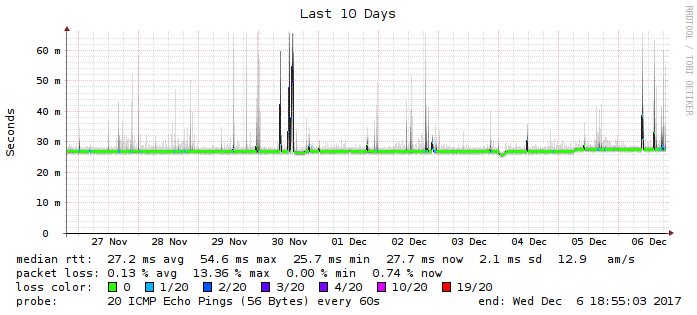 Last 10 Days
RRDTOOL / TOBI OETIKER
Seconds
60 m
50 m
40 m
30 m
20 m
10 m
0
27 Nov 28 Nov 29 Nov 30 Nov 01 Dec 02 Dec 03 Dec 04 Dec 05 Dec 06 Dec
median rtt: 27.2 ms avg 54.6 ms max 25.7 ms min 27.7 ms now 2.1 ms sd 12.9 am/s
packet loss: 0.13 % avg 13.36 % max 0.00 % min 0.74 % now
loss color: 0 1/20 2/20 3/20 4/20 10/20 19/20
probe: 20 ICMP Echo Pings (56 Bytes) every 60s end: Wed Dec 6 18:55:03 2017